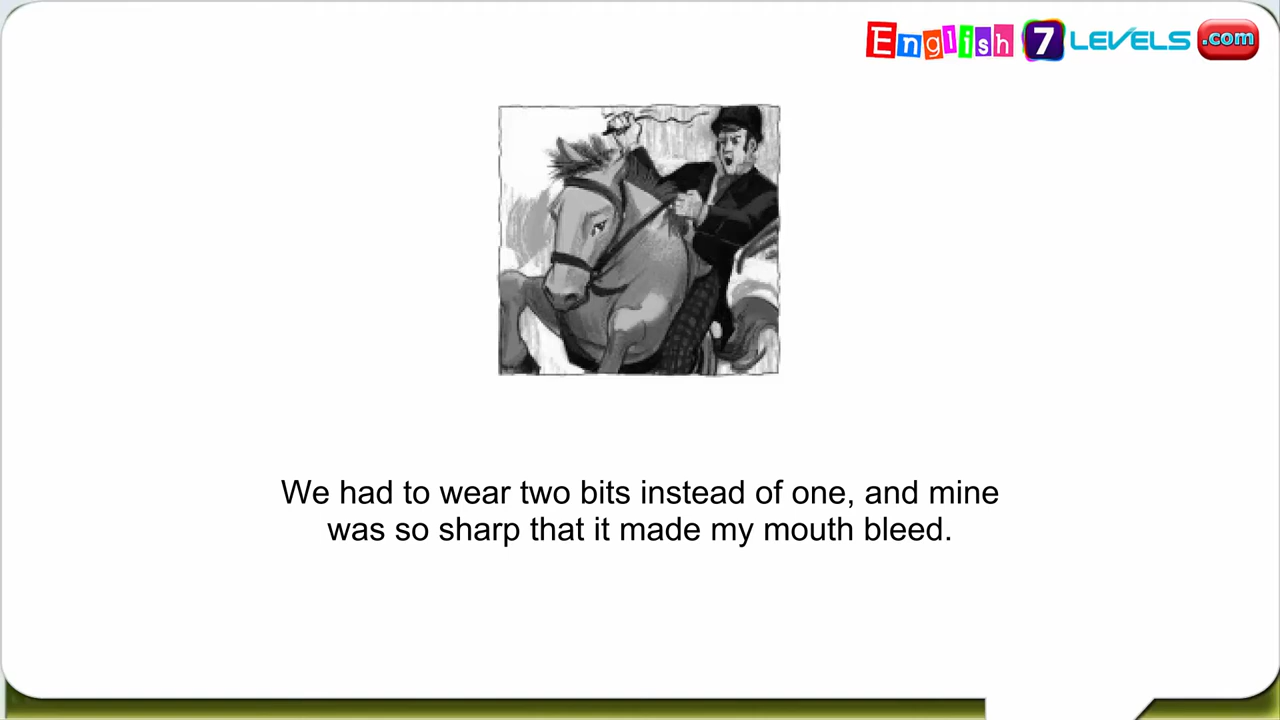 English 7 LEVELS .com
We had to wear two bits instead of one, and mine
was so sharp that it made my mouth bleed.